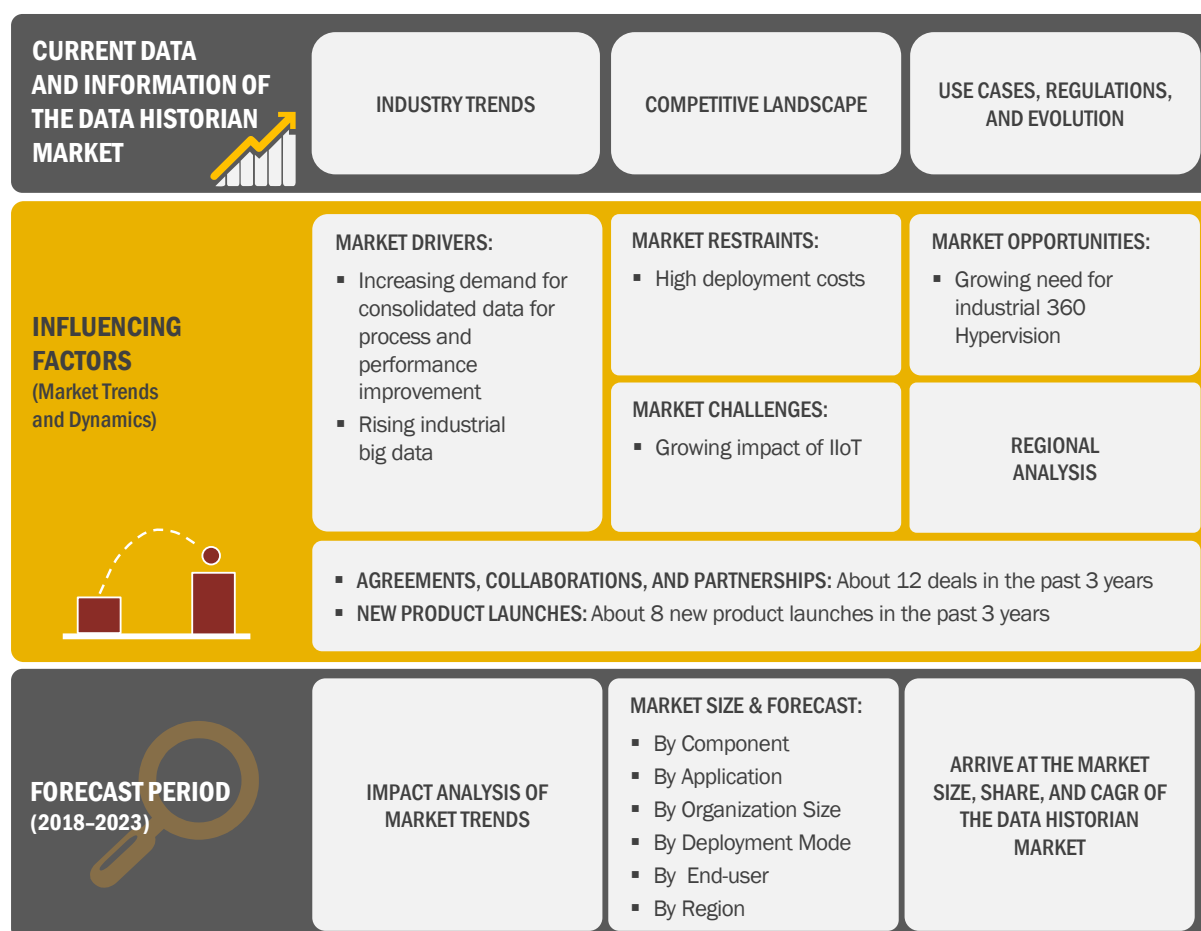 CURRENT DATA
AND INFORMATION OF
THE DATA HISTORIAN
MARKET
INDUSTRY TRENDS
COMPETITIVE LANDSCAPE
USE CASES, REGULATIONS,
AND EVOLUTION
INFLUENCING
FACTORS
(Market Trends
and Dynamics)
MARKET DRIVERS:
▪ Increasing demand for
consolidated data for
process and
performance
improvement
▪ Rising industrial
big data
MARKET RESTRAINTS:
▪ High deployment costs
MARKET OPPORTUNITIES:
▪ Growing need for
industrial 360
Hypervision
MARKET CHALLENGES:
▪ Growing impact of IIoT
REGIONAL
ANALYSIS
▪ AGREEMENTS, COLLABORATIONS, AND PARTNERSHIPS: About 12 deals in the past 3 years
▪ NEW PRODUCT LAUNCHES: About 8 new product launches in the past 3 years
FORECAST PERIOD
(2018–2023)
IMPACT ANALYSIS OF
MARKET TRENDS
MARKET SIZE & FORECAST:
▪ By Component
▪ By Application
▪ By Organization Size
▪ By Deployment Mode
▪ By End-user
▪ By Region
ARRIVE AT THE MARKET
SIZE, SHARE, AND CAGR OF
THE DATA HISTORIAN
MARKET